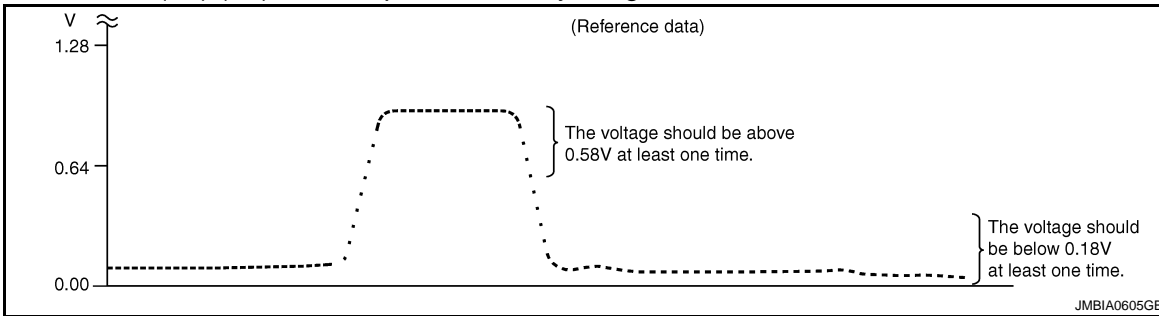 V
(Reference data)
1.28
The voltage should be above
0.58V at least one time.
0.64
The voltage should
be below 0.18V
at least one time.
0.00
JMBIA0605GB